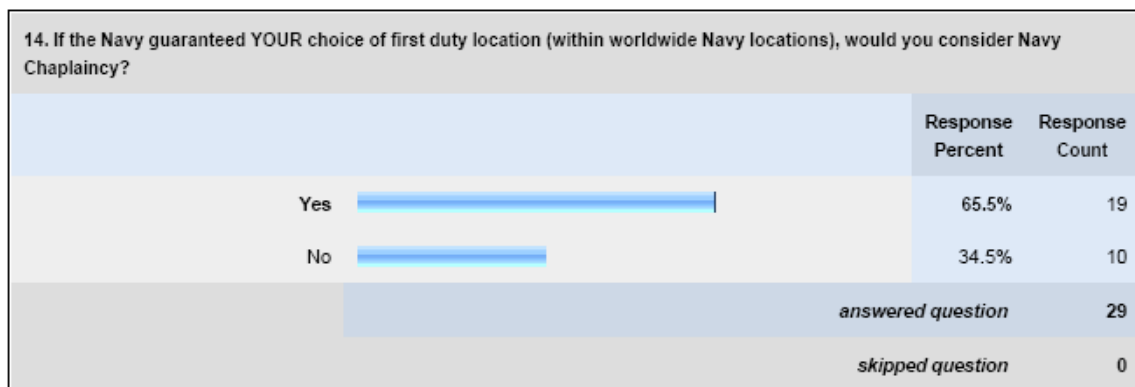 14. If the Navy guaranteed YOUR choice of first duty location (within worldwide Navy locations), would you consider Navy
Chaplaincy?
Response Percent Response Count
Yes 65.5% 19
No 34.5% 10
answered question 29
skipped question 0